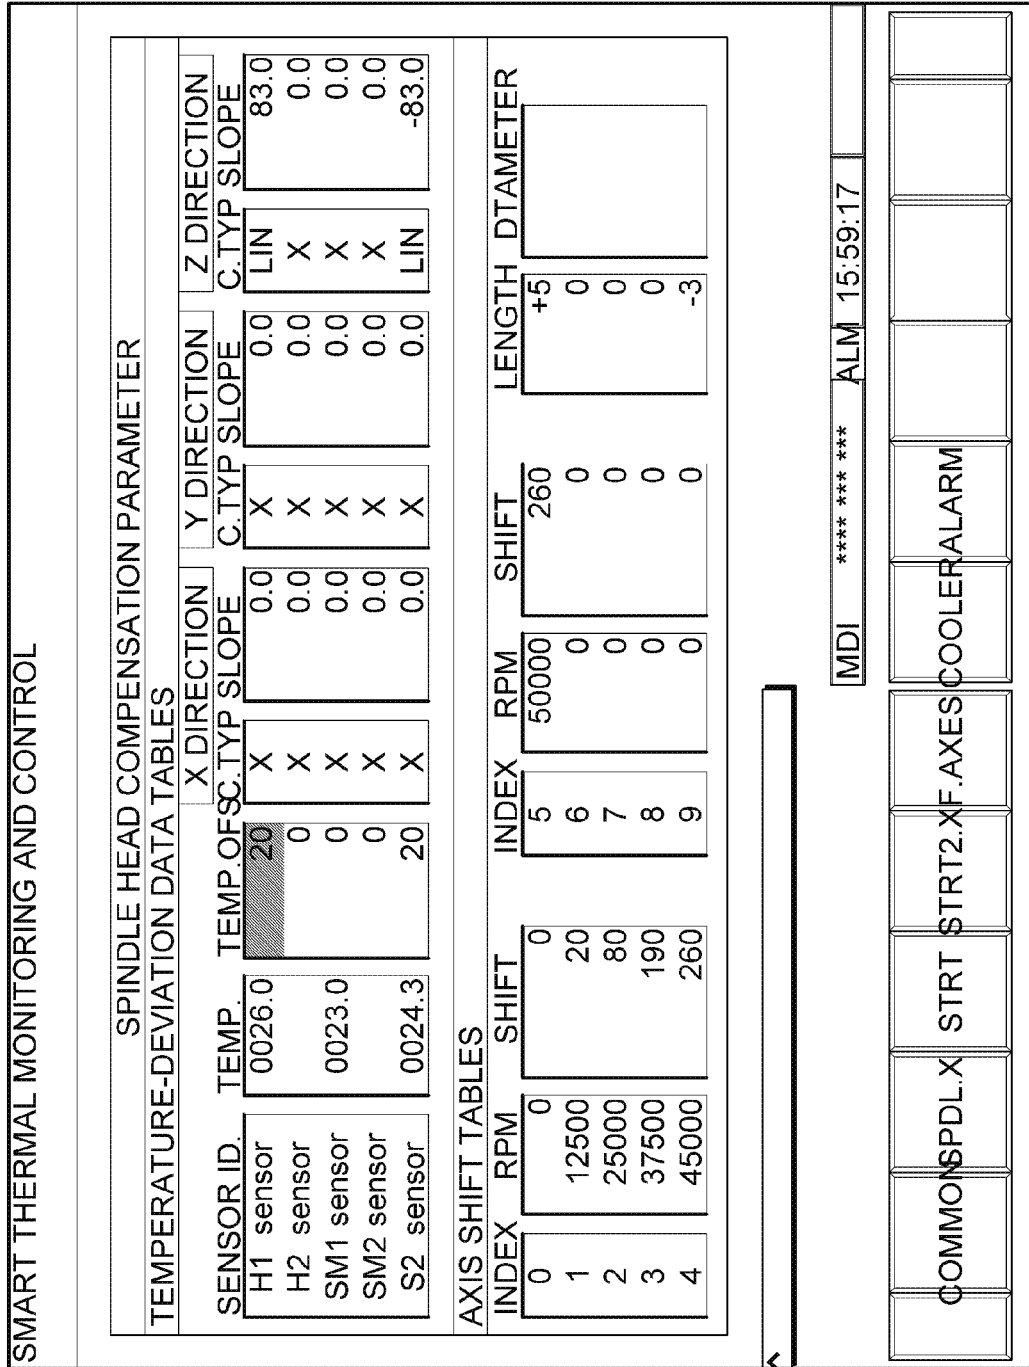 SMART THERMAL MONITORING AND CONTROL
SPINDLE HEAD COMPENSATION PARAMETER
TEMPERATURE-DEVIATION DATA TABLES
X DIRECTION Y DIRECTION Z DIRECTION
SENSOR ID. TEMP. TEMP.OFS C.TYP SLOPE C.TYP SLOPE C.TYP SLOPE
H1 sensor 0026.0 20 X 0.0 X 0.0 LIN 83.0
H2 sensor 0 X 0.0 X 0.0 X 0.0
SM1 sensor 0023.0 0 X 0.0 X 0.0 X 0.0
SM2 sensor 0 X 0.0 X 0.0 X 0.0
S2 sensor 0024.3 20 X 0.0 X 0.0 LIN -83.0
AXIS SHIFT TABLES
INDEX RPM SHIFT INDEX RPM SHIFT LENGTH DTAMETER
0 0 0 5 50000 260 +5
1 12500 20 6 0 0 0
2 25000 80 7 0 0 0
3 37500 190 8 0 0 0
4 45000 260 9 0 0 -3
<
MDI **** *** *** ALM 15:59:17
COMMON SPDL.X STRT STRT2.X F.AXES COOLER ALARM